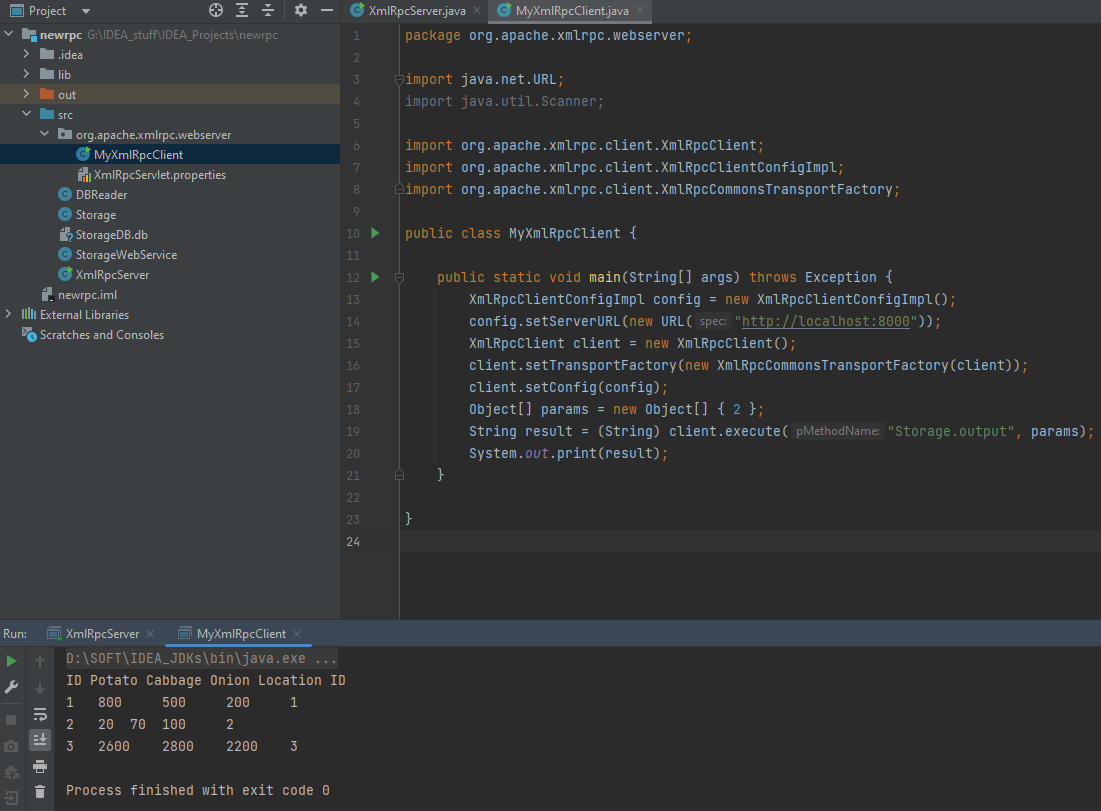 Project
XmlRpcServer.java
MyXmlRpcClient.java
newrpc G:\IDEA_stuff\IDEA_Projects\newrpc
.idea
lib
out
src
org.apache.xmlrpc.webserver
MyXmlRpcClient
XmlRpcServlet.properties
DBReader
Storage
StorageDB.db
StorageWebService
XmlRpcServer
newrpc.iml
External Libraries
Scratches and Consoles
1 package org.apache.xmlrpc.webserver;
2
3 import java.net.URL;
4 import java.util.Scanner;
5
6 import org.apache.xmlrpc.client.XmlRpcClient;
7 import org.apache.xmlrpc.client.XmlRpcClientConfigImpl;
8 import org.apache.xmlrpc.client.XmlRpcCommonsTransportFactory;
9
10 public class MyXmlRpcClient {
11
12 public static void main(String[] args) throws Exception {
13 XmlRpcClientConfigImpl config = new XmlRpcClientConfigImpl();
14 config.setServerURL(new URL( spec: "http://localhost:8000"));
15 XmlRpcClient client = new XmlRpcClient();
16 client.setTransportFactory(new XmlRpcCommonsTransportFactory(client));
17 client.setConfig(config);
18 Object[] params = new Object[] { 2 };
19 String result = (String) client.execute( pMethodName: "Storage.output", params);
20 System.out.print(result);
21 }
22
23 }
24
Run: XmlRpcServer MyXmlRpcClient
D:\SOFT\IDEA_JDKs\bin\java.exe ...
ID Potato Cabbage Onion Location ID
1 800 500 200 1
2 20 70 100 2
3 2600 2800 2200 3
Process finished with exit code 0